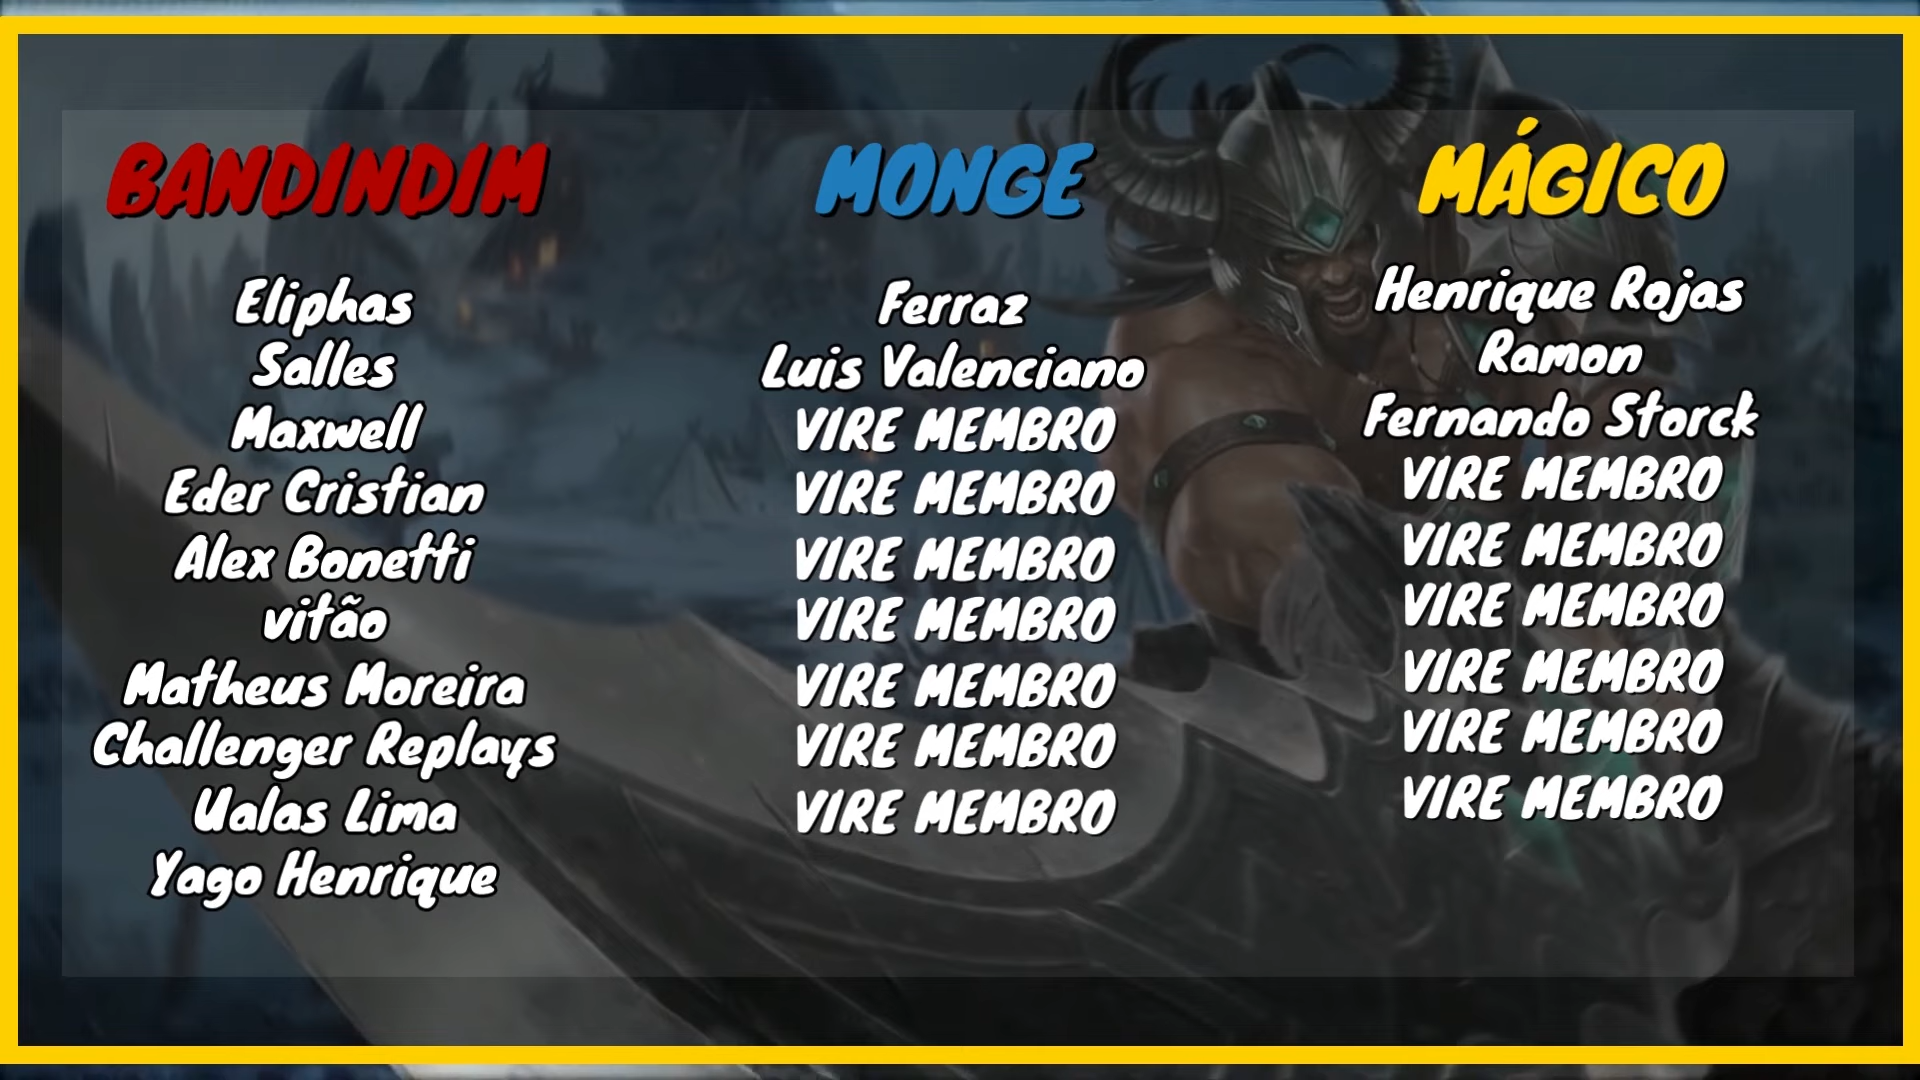 BANDINDIM
Eliphas
Salles
Maxwell
Eder Cristian
Alex Bonetti
vitão
Matheus Moreira
Challenger Replays
Ualas Lima
Yago Henrique
MONGE
Ferraz
Luis Valenciano
VIRE MEMBRO
VIRE MEMBRO
VIRE MEMBRO
VIRE MEMBRO
VIRE MEMBRO
VIRE MEMBRO
VIRE MEMBRO
MÁGICO
Henrique Rojas
Ramon
Fernando Storck
VIRE MEMBRO
VIRE MEMBRO
VIRE MEMBRO
VIRE MEMBRO
VIRE MEMBRO
VIRE MEMBRO